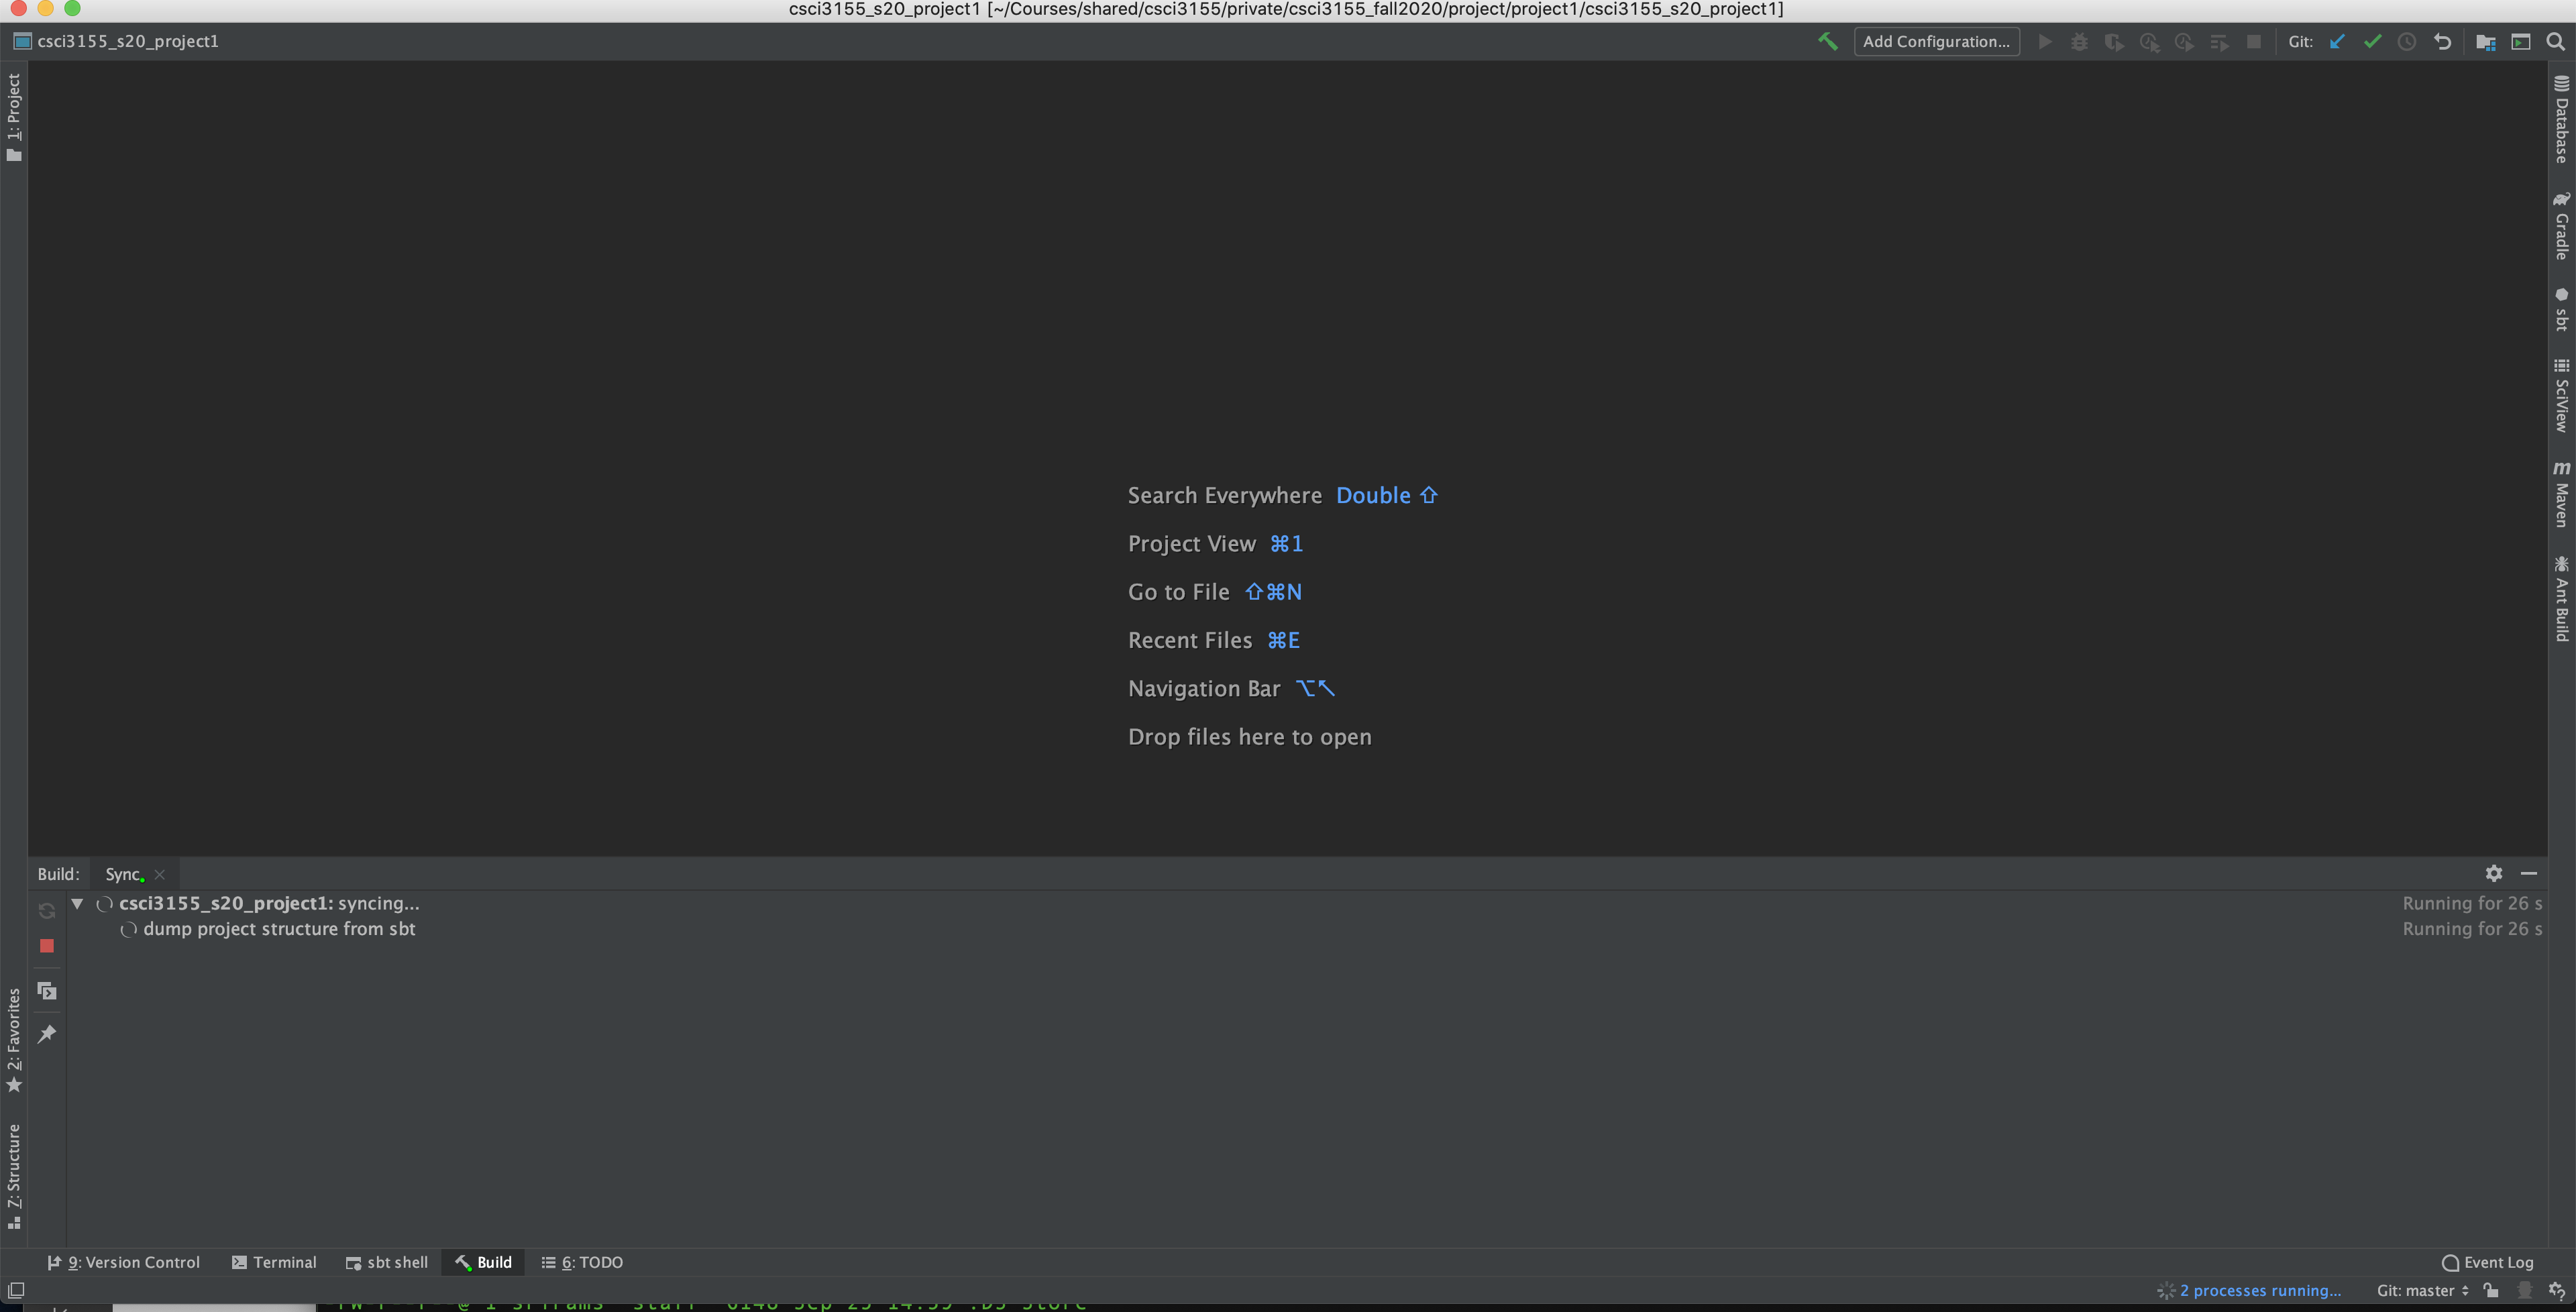 csci3155_s20_project1 [~/Courses/shared/csci3155/private/csci3155_fall2020/project/project1/csci3155_s20_project1]
csci3155_s20_project1
Add Configuration...
Git:
1: Project
Database
Gradle
sbt
SciView
m Maven
Ant Build
Search Everywhere Double ⇧
Project View ⌘1
Go to File ⇧⌘N
Recent Files ⌘E
Navigation Bar ⌥↖
Drop files here to open
Build: Sync
csci3155_s20_project1: syncing... Running for 26 s
dump project structure from sbt Running for 26 s
2: Favorites
Z: Structure
9: Version Control Terminal sbt shell Build 6: TODO Event Log
2 processes running... Git: master